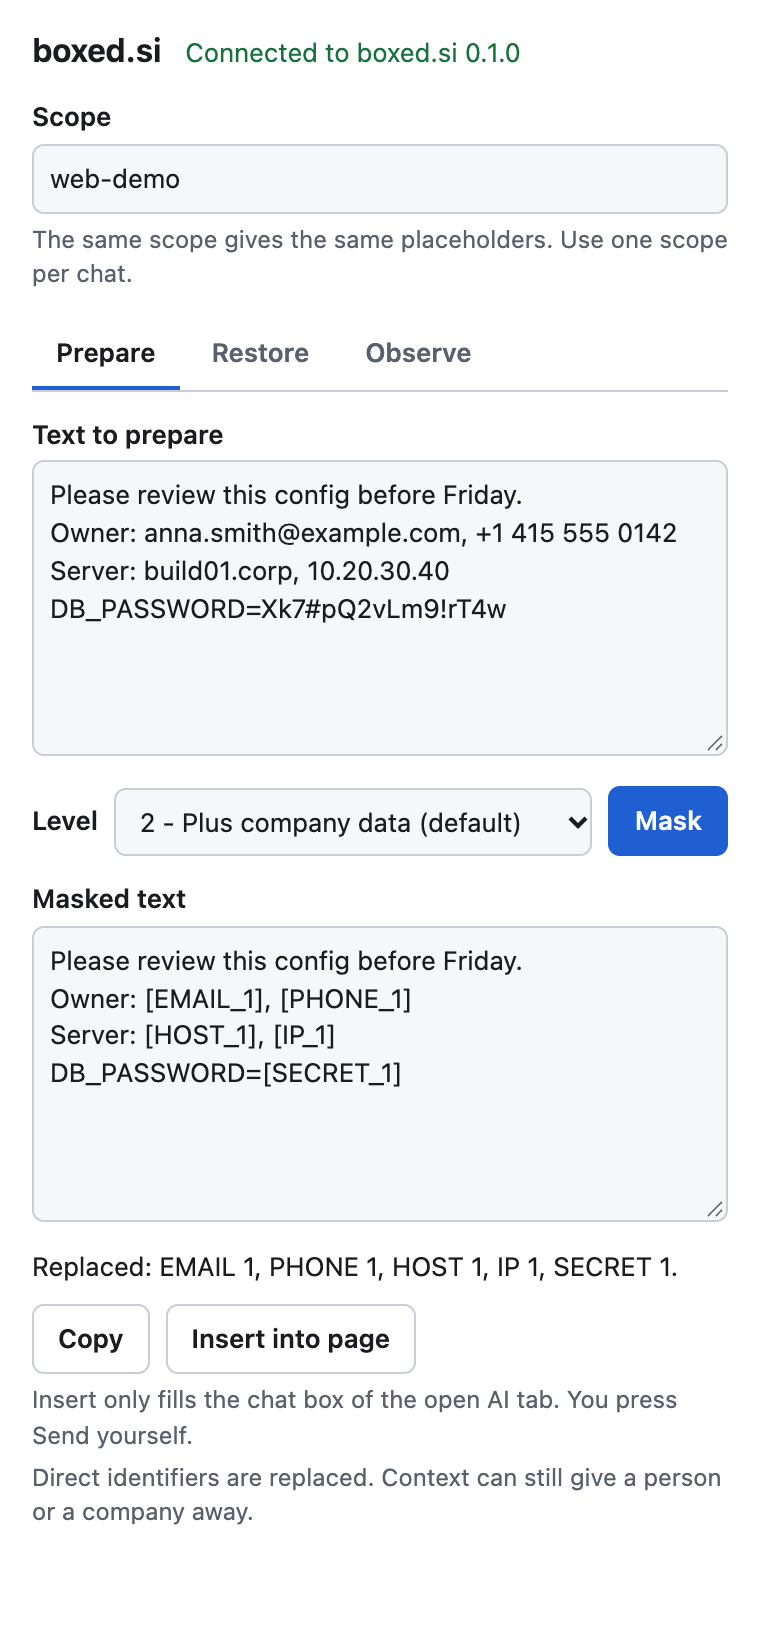 boxed.si Connected to boxed.si 0.1.0
Scope
web-demo
The same scope gives the same placeholders. Use one scope
per chat.
Prepare Restore Observe
Text to prepare
Please review this config before Friday.
Owner: anna.smith@example.com, +1 415 555 0142
Server: build01.corp, 10.20.30.40
DB_PASSWORD=Xk7#pQ2vLm9!rT4w
Level 2 - Plus company data (default) Mask
Masked text
Please review this config before Friday.
Owner: [EMAIL_1], [PHONE_1]
Server: [HOST_1], [IP_1]
DB_PASSWORD=[SECRET_1]
Replaced: EMAIL 1, PHONE 1, HOST 1, IP 1, SECRET 1.
Copy Insert into page
Insert only fills the chat box of the open AI tab. You press
Send yourself.
Direct identifiers are replaced. Context can still give a person
or a company away.